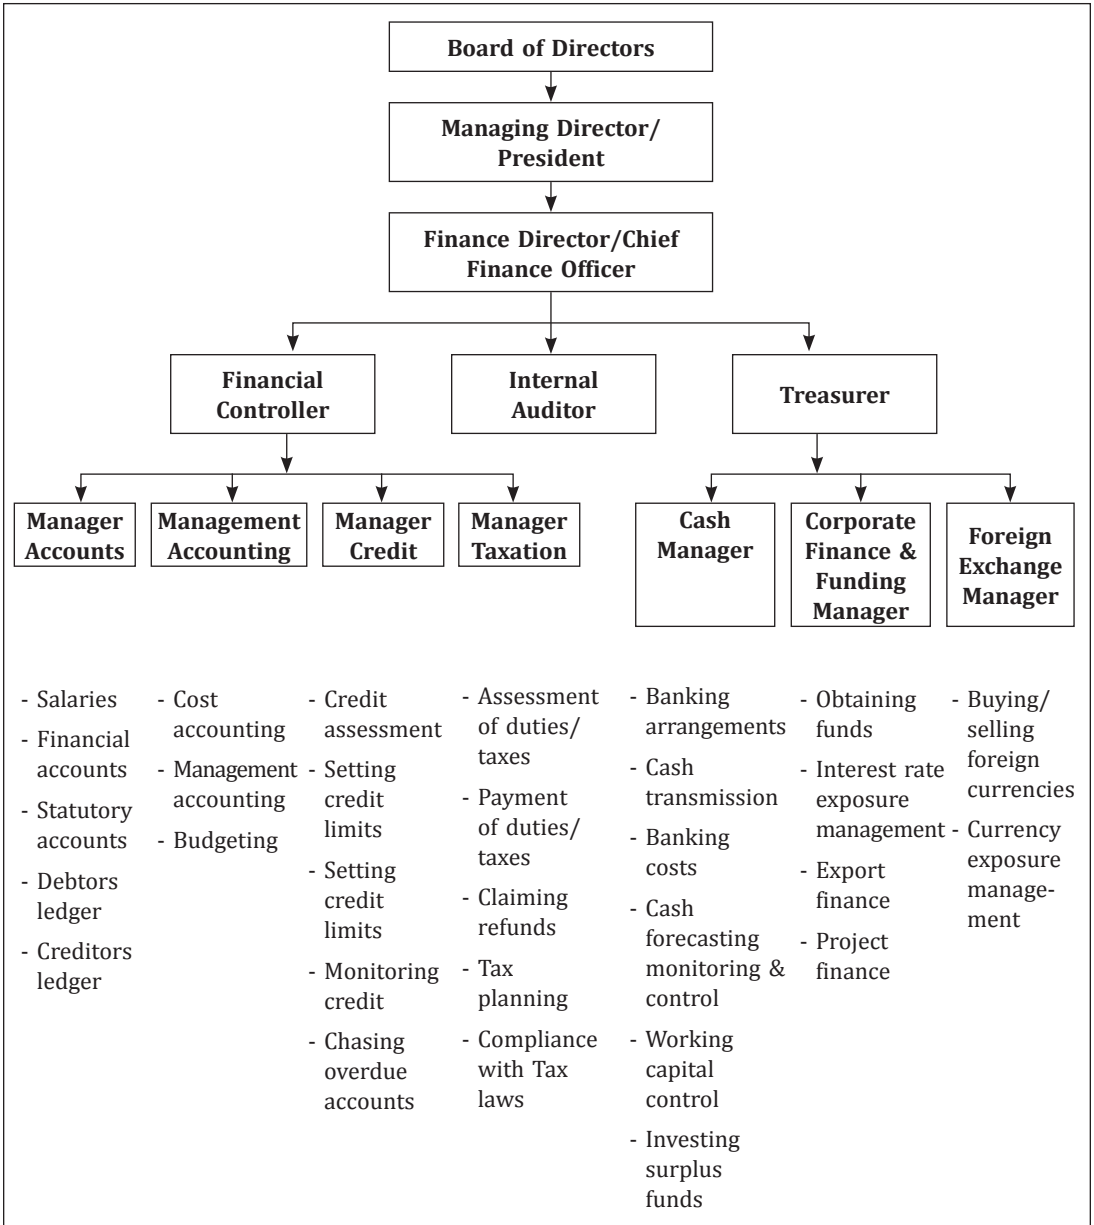 Board of Directors
Managing Director/
President
Finance Director/Chief
Finance Officer
Financial
Controller
Internal
Auditor
Treasurer
Manager
Accounts
Management
Accounting
Manager
Credit
Manager
Taxation
Cash
Manager
Corporate
Finance &
Funding
Manager
Foreign
Exchange
Manager
- Salaries
- Financial
accounts
- Statutory
accounts
- Debtors
ledger
- Creditors
ledger
- Cost
accounting
- Management
accounting
- Budgeting
- Credit
assessment
- Setting
credit
limits
- Setting
credit
limits
- Monitoring
credit
- Chasing
overdue
accounts
- Assessment
of duties/
taxes
- Payment
of duties/
taxes
- Claiming
refunds
- Tax
planning
- Compliance
with Tax
laws
- Banking
arrangements
- Cash
transmission
- Banking
costs
- Cash
forecasting
monitoring &
control
- Working
capital
control
- Investing
surplus
funds
- Obtaining
funds
- Interest rate
exposure
management
- Export
finance
- Project
finance
- Buying/
selling
foreign
currencies
- Currency
exposure
manage-
ment